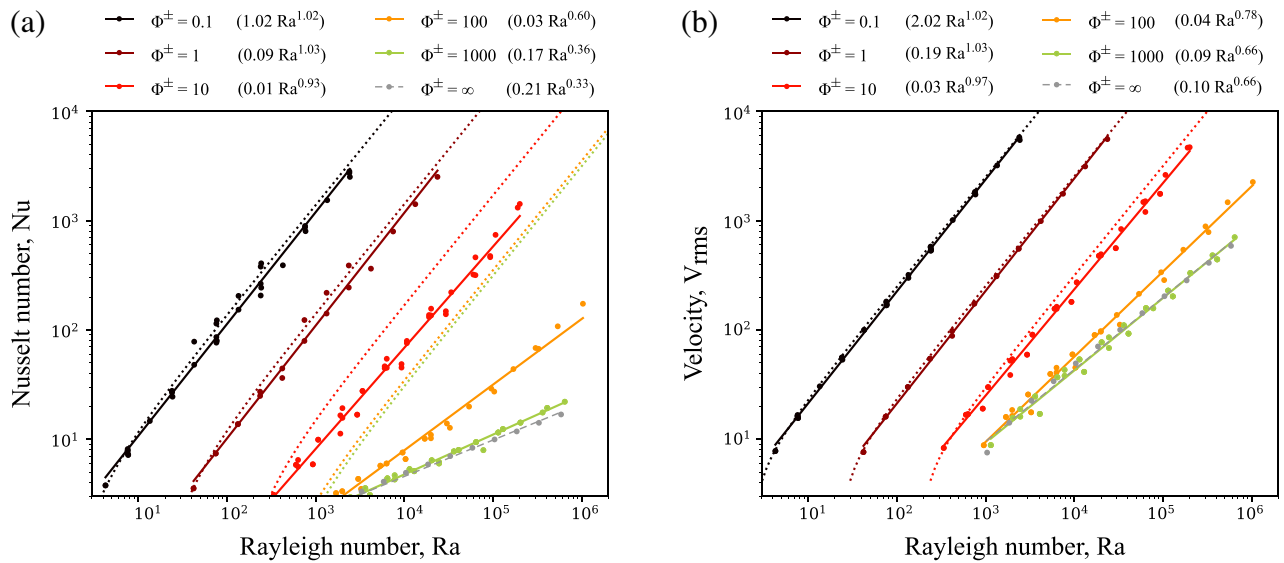 (a)
Φ± = 0.1 (1.02 Ra^1.02) Φ± = 100 (0.03 Ra^0.60)
Φ± = 1 (0.09 Ra^1.03) Φ± = 1000 (0.17 Ra^0.36)
Φ± = 10 (0.01 Ra^0.93) Φ± = ∞ (0.21 Ra^0.33)
Nusselt number, Nu
10^4
10^3
10^2
10^1
10^1 10^2 10^3 10^4 10^5 10^6
Rayleigh number, Ra
(b)
Φ± = 0.1 (2.02 Ra^1.02) Φ± = 100 (0.04 Ra^0.78)
Φ± = 1 (0.19 Ra^1.03) Φ± = 1000 (0.09 Ra^0.66)
Φ± = 10 (0.03 Ra^0.97) Φ± = ∞ (0.10 Ra^0.66)
Velocity, Vrms
10^4
10^3
10^2
10^1
10^1 10^2 10^3 10^4 10^5 10^6
Rayleigh number, Ra